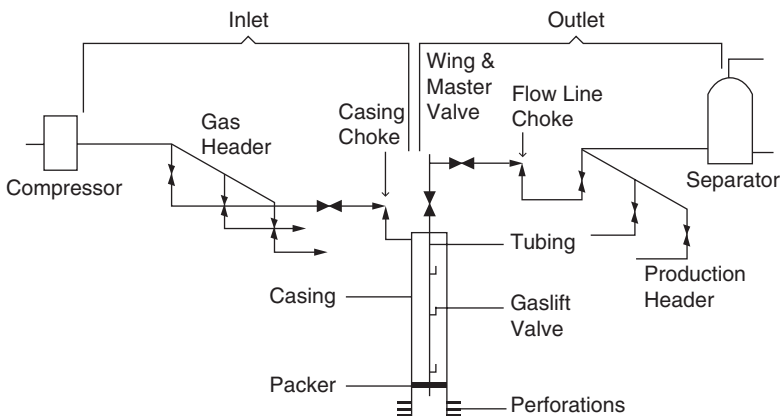 Inlet
Outlet
Wing &
Master
Valve
Flow Line
Choke
Casing
Choke
Gas
Header
Compressor
Separator
Tubing
Production
Header
Casing
Gaslift
Valve
Packer
Perforations